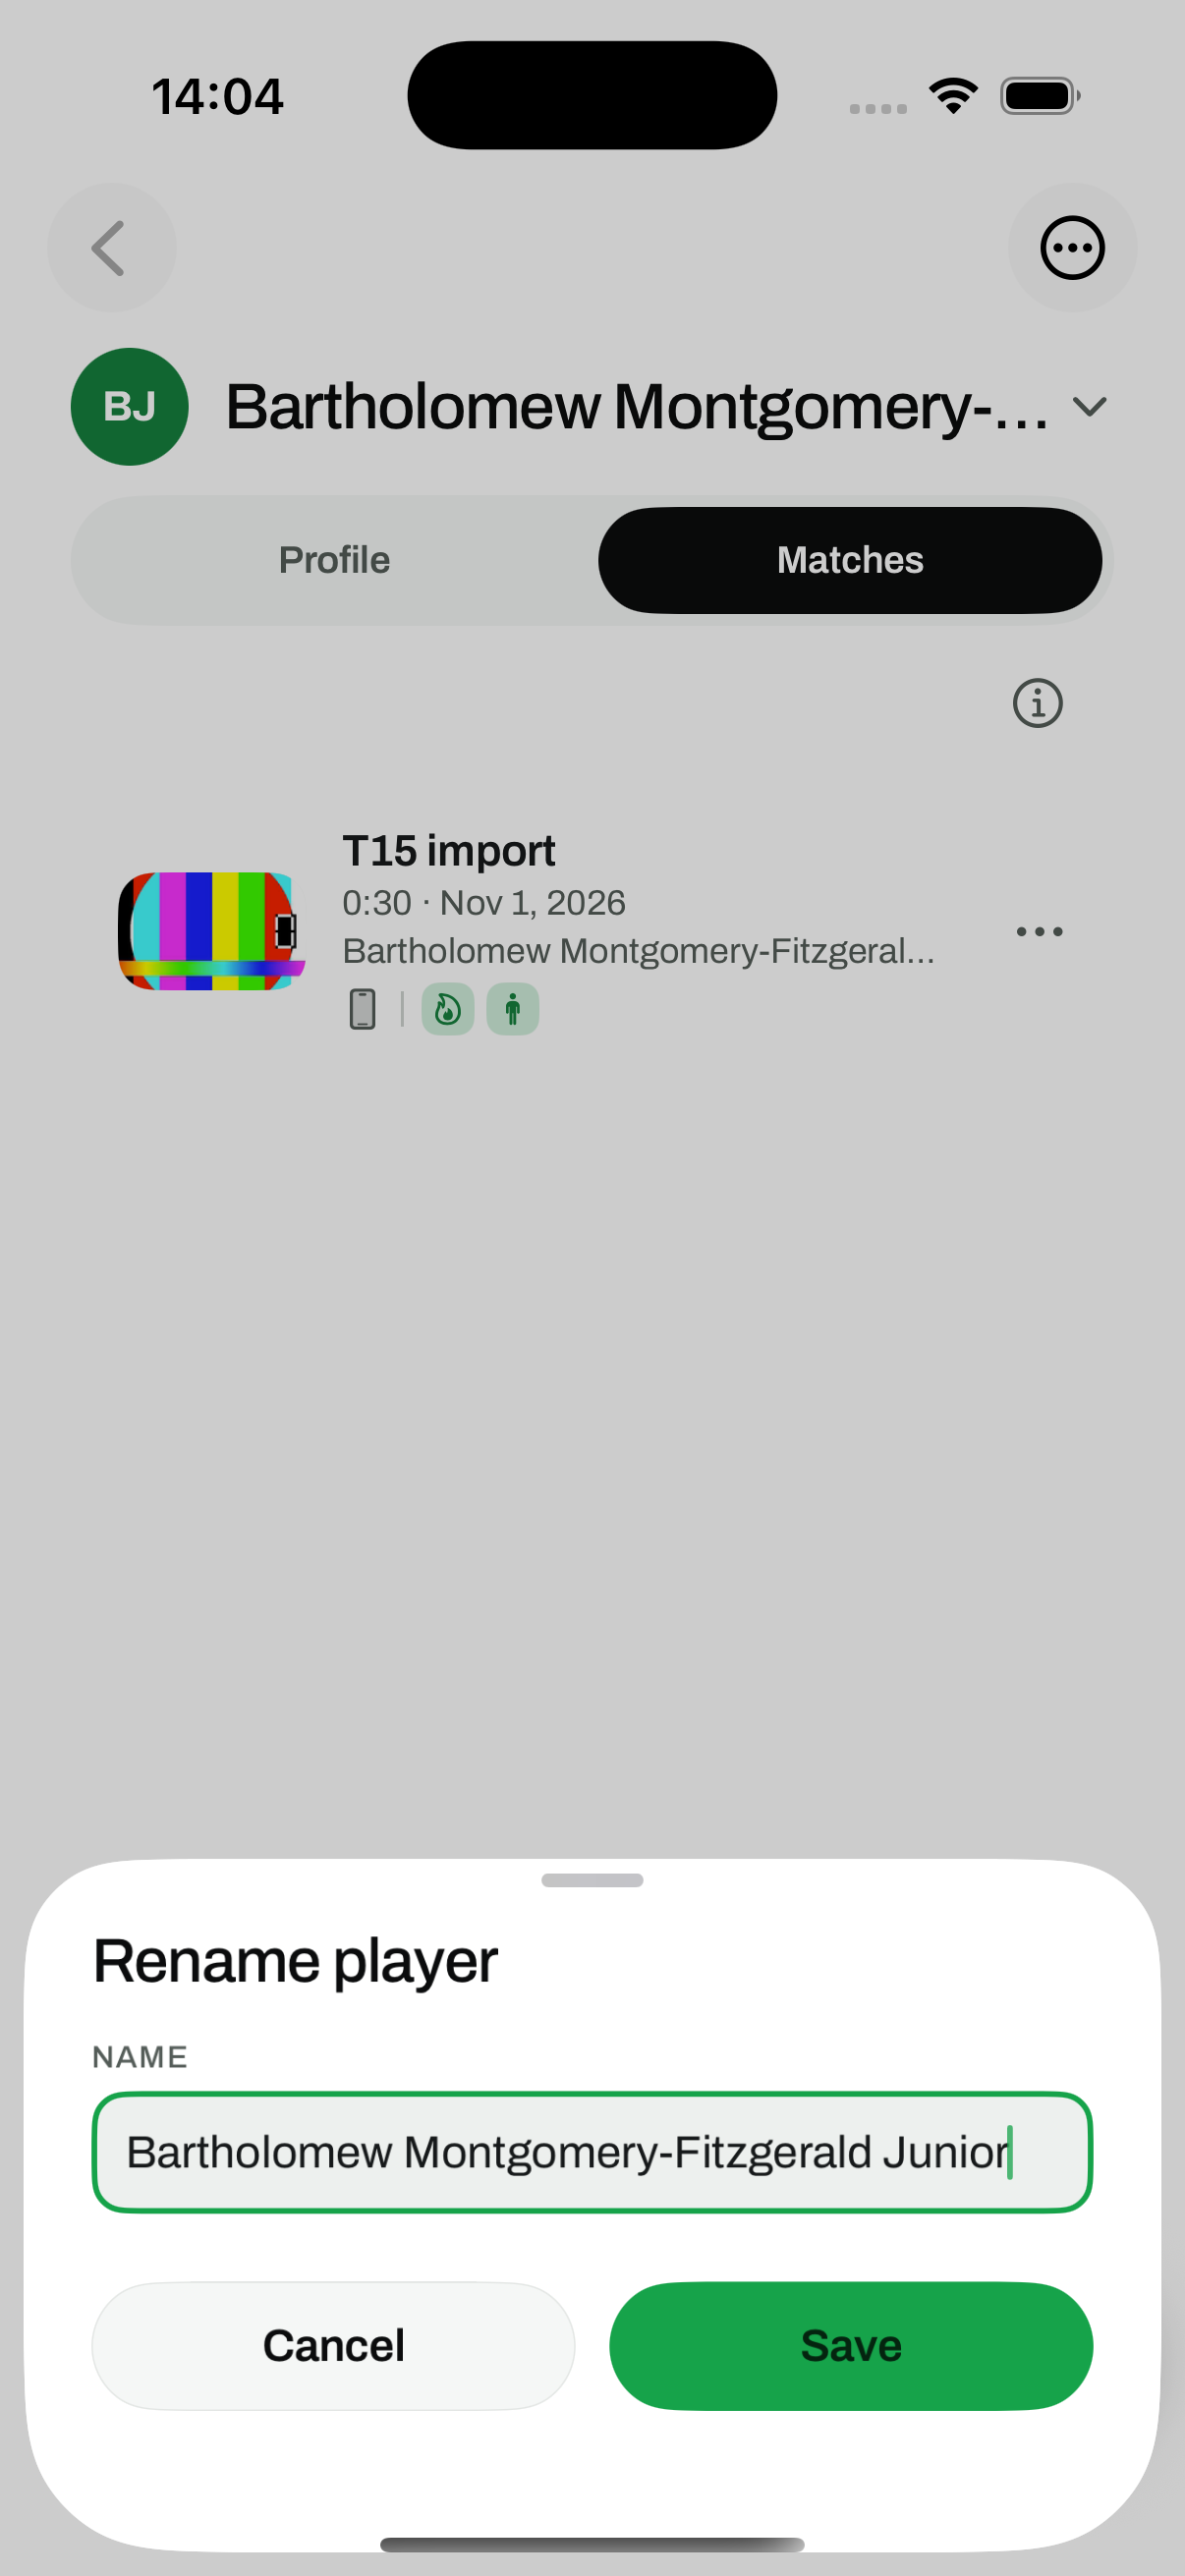 14:04
BJ
Bartholomew Montgomery-...
Profile
Matches
T15 import
0:30 · Nov 1, 2026
Bartholomew Montgomery-Fitzgeral...
Rename player
NAME
Bartholomew Montgomery-Fitzgerald Junior
Cancel
Save